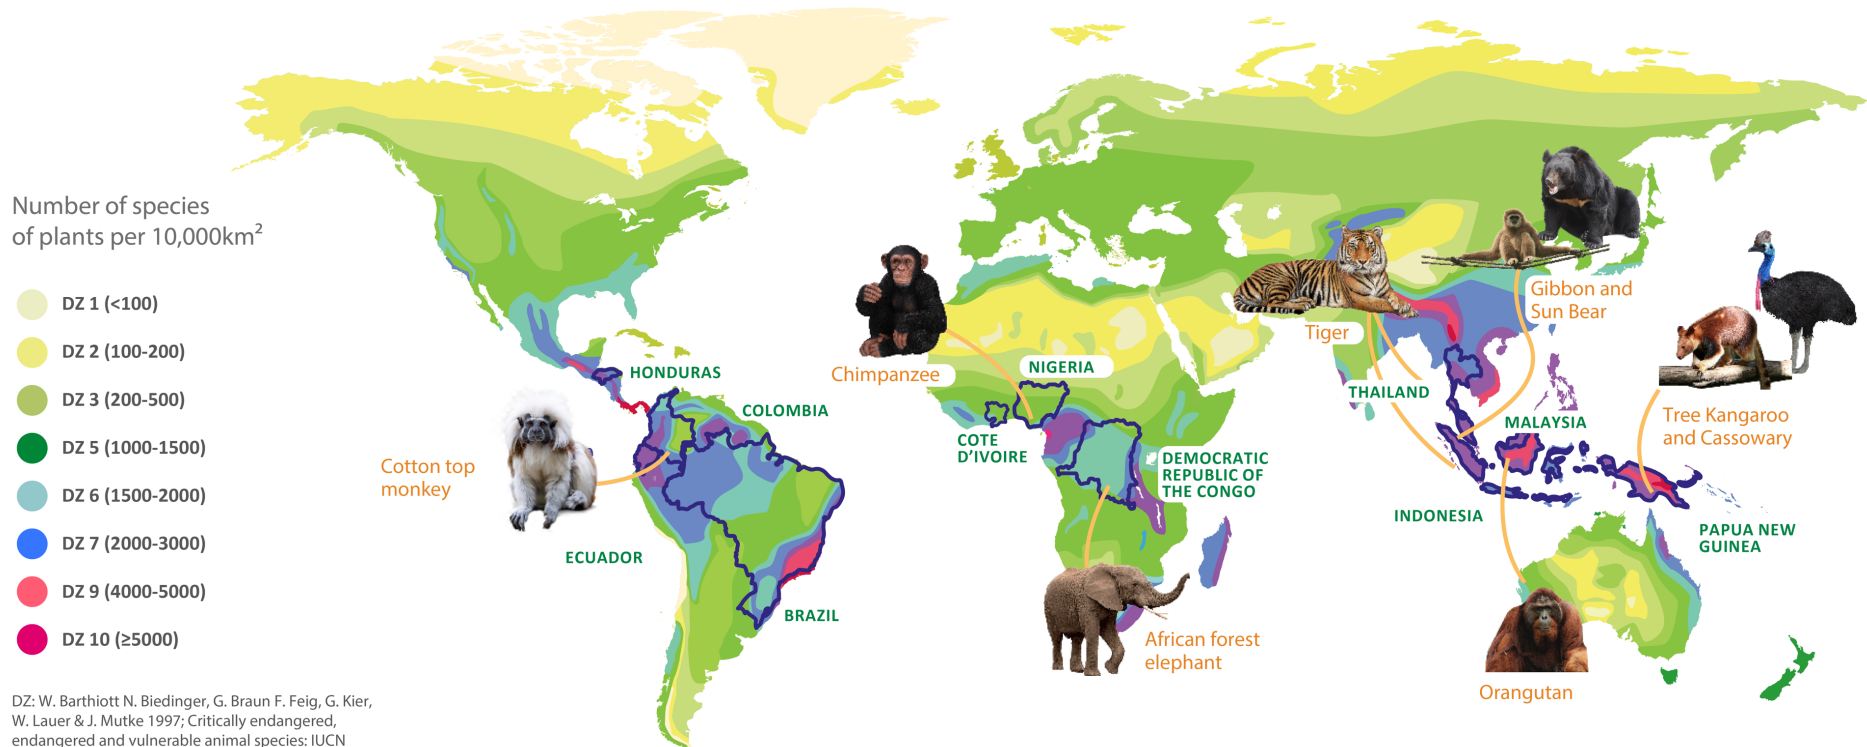 Number of species
of plants per 10,000km²
DZ 1 (<100)
DZ 2 (100-200)
DZ 3 (200-500)
DZ 5 (1000-1500)
DZ 6 (1500-2000)
DZ 7 (2000-3000)
DZ 9 (4000-5000)
DZ 10 (≥5000)
DZ: W. Barthiott N. Biedinger, G. Braun F. Feig, G. Kier,
W. Lauer & J. Mutke 1997; Critically endangered,
endangered and vulnerable animal species: IUCN
HONDURAS
COLOMBIA
Cotton top
monkey
ECUADOR
BRAZIL
Chimpanzee
NIGERIA
COTE
D'IVOIRE
DEMOCRATIC
REPUBLIC OF
THE CONGO
African forest
elephant
Tiger
Gibbon and
Sun Bear
THAILAND
MALAYSIA
INDONESIA
Tree Kangaroo
and Cassowary
PAPUA NEW
GUINEA
Orangutan